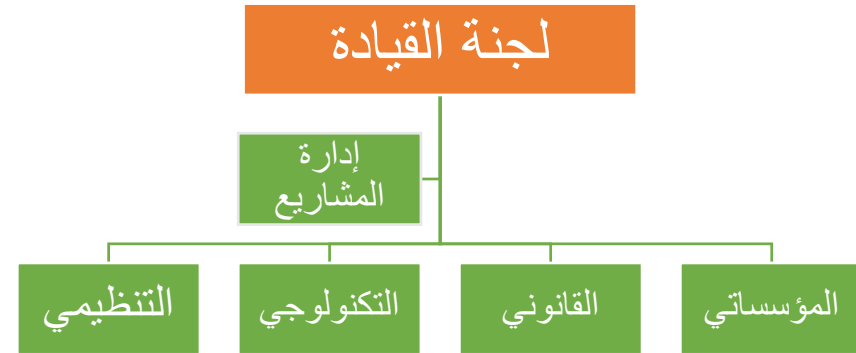 لجنة القيادة
إدارة
المشاريع
المؤسساتي
القانوني
التكنولوجي
التنظيمي